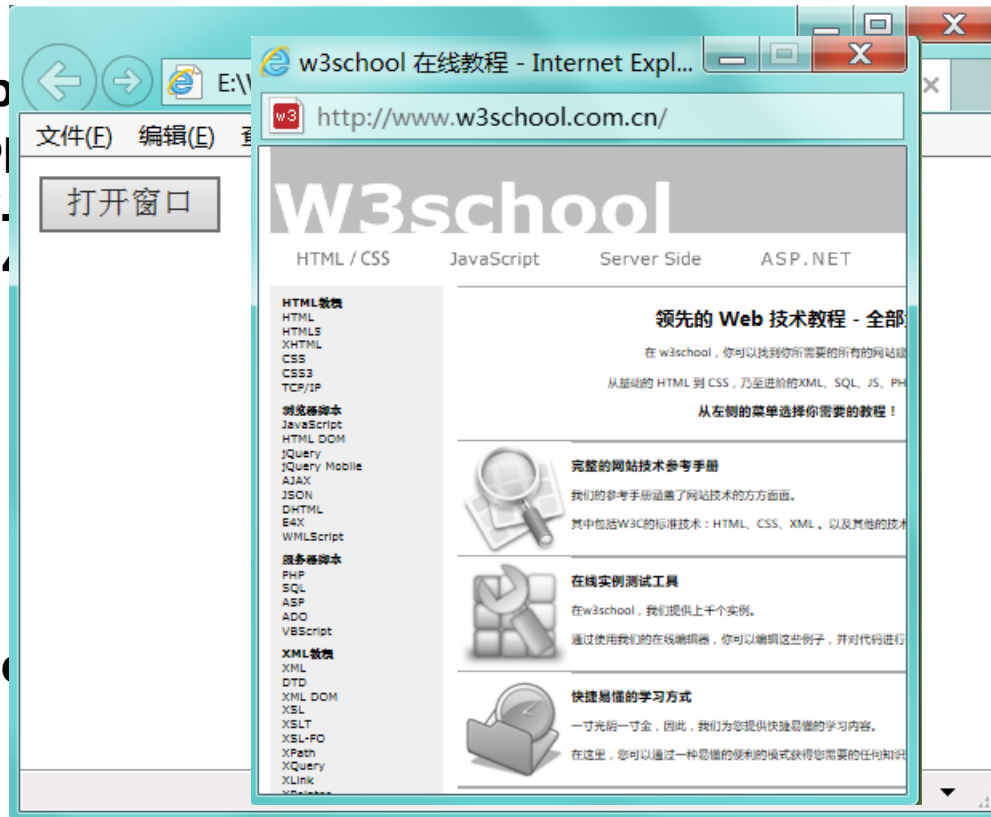 E:\
文件(F) 编辑(E)
打开窗口
w3school 在线教程 - Internet Expl...
http://www.w3school.com.cn/
W3school
HTML / CSS JavaScript Server Side ASP.NET
HTML教程
HTML
HTML5
XHTML
CSS
CSS3
TCP/IP
浏览器脚本
JavaScript
HTML DOM
jQuery
jQuery Mobile
AJAX
JSON
DHTML
E4X
WMLScript
服务器脚本
PHP
SQL
ASP
ADO
VBScript
XML教程
XML
DTD
XML DOM
XSL
XSLT
XSL-FO
XPath
XQuery
XLink
领先的 Web 技术教程 - 全部
在 w3school，你可以找到你所需要的所有的网站建
从基础的 HTML 到 CSS，乃至进阶的XML、SQL、JS、PH
从左侧的菜单选择你需要的教程！
完整的网站技术参考手册
我们的参考手册涵盖了网站技术的方方面面。
其中包括W3C的标准技术：HTML、CSS、XML 。以及其他的技术
在线实例测试工具
在w3school，我们提供上千个实例。
通过使用我们的在线编辑器，你可以编辑这些例子，并对代码进行
快捷易懂的学习方式
一寸光阴一寸金，因此，我们为您提供快捷易懂的学习内容。
在这里，您可以通过一种易懂的便利的模式获得您需要的任何知识